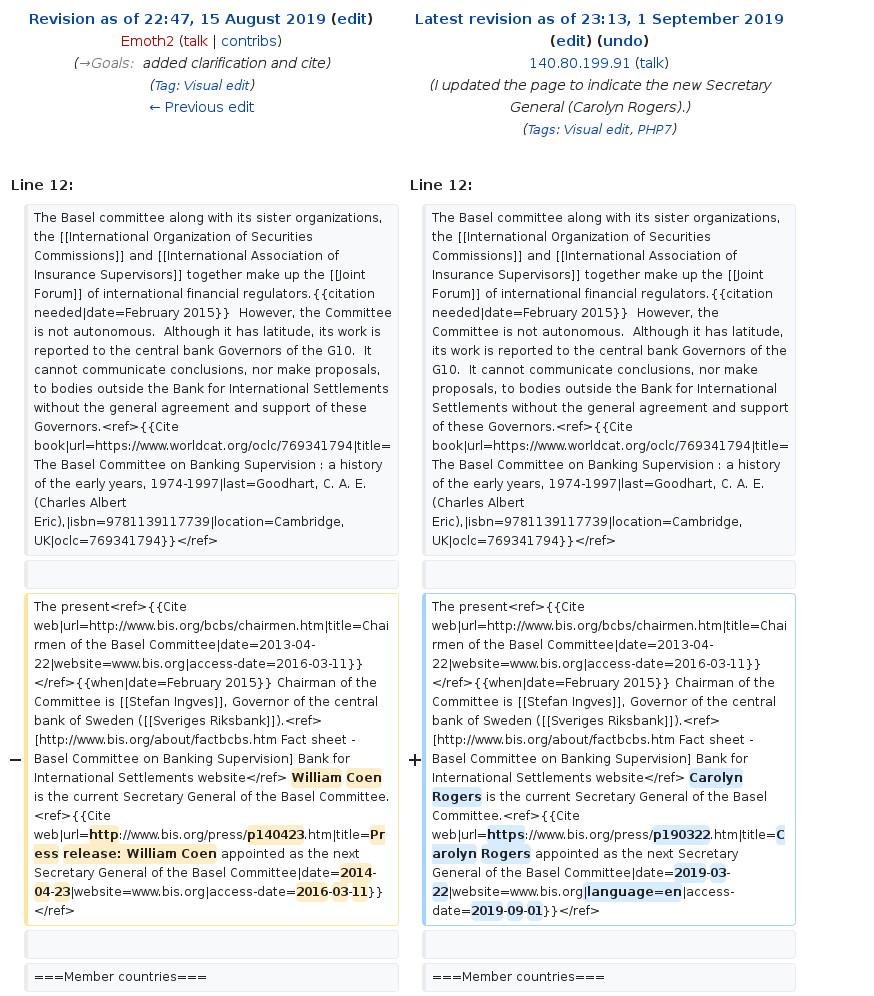 Revision as of 22:47, 15 August 2019 (edit)
Emoth2 (talk | contribs)
(→Goals: added clarification and cite)
(Tag: Visual edit)
← Previous edit
Latest revision as of 23:13, 1 September 2019
(edit) (undo)
140.80.199.91 (talk)
(I updated the page to indicate the new Secretary
General (Carolyn Rogers).)
(Tags: Visual edit, PHP7)
Line 12:
The Basel committee along with its sister organizations,
the [[International Organization of Securities
Commissions]] and [[International Association of
Insurance Supervisors]] together make up the [[Joint
Forum]] of international financial regulators.{{citation
needed|date=February 2015}}  However, the Committee
is not autonomous.  Although it has latitude, its work is
reported to the central bank Governors of the G10.  It
cannot communicate conclusions, nor make proposals,
to bodies outside the Bank for International Settlements
without the general agreement and support of these
Governors.<ref>{{Cite
book|url=https://www.worldcat.org/oclc/769341794|title=
The Basel Committee on Banking Supervision : a history
of the early years, 1974-1997|last=Goodhart, C. A. E.
(Charles Albert
Eric),|isbn=9781139117739|location=Cambridge,
UK|oclc=769341794}}</ref>
− The present<ref>{{Cite
web|url=http://www.bis.org/bcbs/chairmen.htm|title=Chai
rmen of the Basel Committee|date=2013-04-
22|website=www.bis.org|access-date=2016-03-11}}
</ref>{{when|date=February 2015}} Chairman of the
Committee is [[Stefan Ingves]], Governor of the central
bank of Sweden ([[Sveriges Riksbank]]).<ref>
[http://www.bis.org/about/factbcbs.htm Fact sheet -
Basel Committee on Banking Supervision] Bank for
International Settlements website</ref> William Coen
is the current Secretary General of the Basel Committee.
<ref>{{Cite
web|url=http://www.bis.org/press/p140423.htm|title=Pr
ess release: William Coen appointed as the next
Secretary General of the Basel Committee|date=2014-
04-23|website=www.bis.org|access-date=2016-03-11}}
</ref>
===Member countries===
Line 12:
The Basel committee along with its sister organizations,
the [[International Organization of Securities
Commissions]] and [[International Association of
Insurance Supervisors]] together make up the [[Joint
Forum]] of international financial regulators.{{citation
needed|date=February 2015}}  However, the
Committee is not autonomous.  Although it has latitude,
its work is reported to the central bank Governors of the
G10.  It cannot communicate conclusions, nor make
proposals, to bodies outside the Bank for International
Settlements without the general agreement and support
of these Governors.<ref>{{Cite
book|url=https://www.worldcat.org/oclc/769341794|title=
The Basel Committee on Banking Supervision : a history
of the early years, 1974-1997|last=Goodhart, C. A. E.
(Charles Albert
Eric),|isbn=9781139117739|location=Cambridge,
UK|oclc=769341794}}</ref>
+ The present<ref>{{Cite
web|url=http://www.bis.org/bcbs/chairmen.htm|title=Chai
rmen of the Basel Committee|date=2013-04-
22|website=www.bis.org|access-date=2016-03-11}}
</ref>{{when|date=February 2015}} Chairman of the
Committee is [[Stefan Ingves]], Governor of the central
bank of Sweden ([[Sveriges Riksbank]]).<ref>
[http://www.bis.org/about/factbcbs.htm Fact sheet -
Basel Committee on Banking Supervision] Bank for
International Settlements website</ref> Carolyn
Rogers is the current Secretary General of the Basel
Committee.<ref>{{Cite
web|url=https://www.bis.org/press/p190322.htm|title=C
arolyn Rogers appointed as the next Secretary
General of the Basel Committee|date=2019-03-
22|website=www.bis.org|language=en|access-
date=2019-09-01}}</ref>
===Member countries===